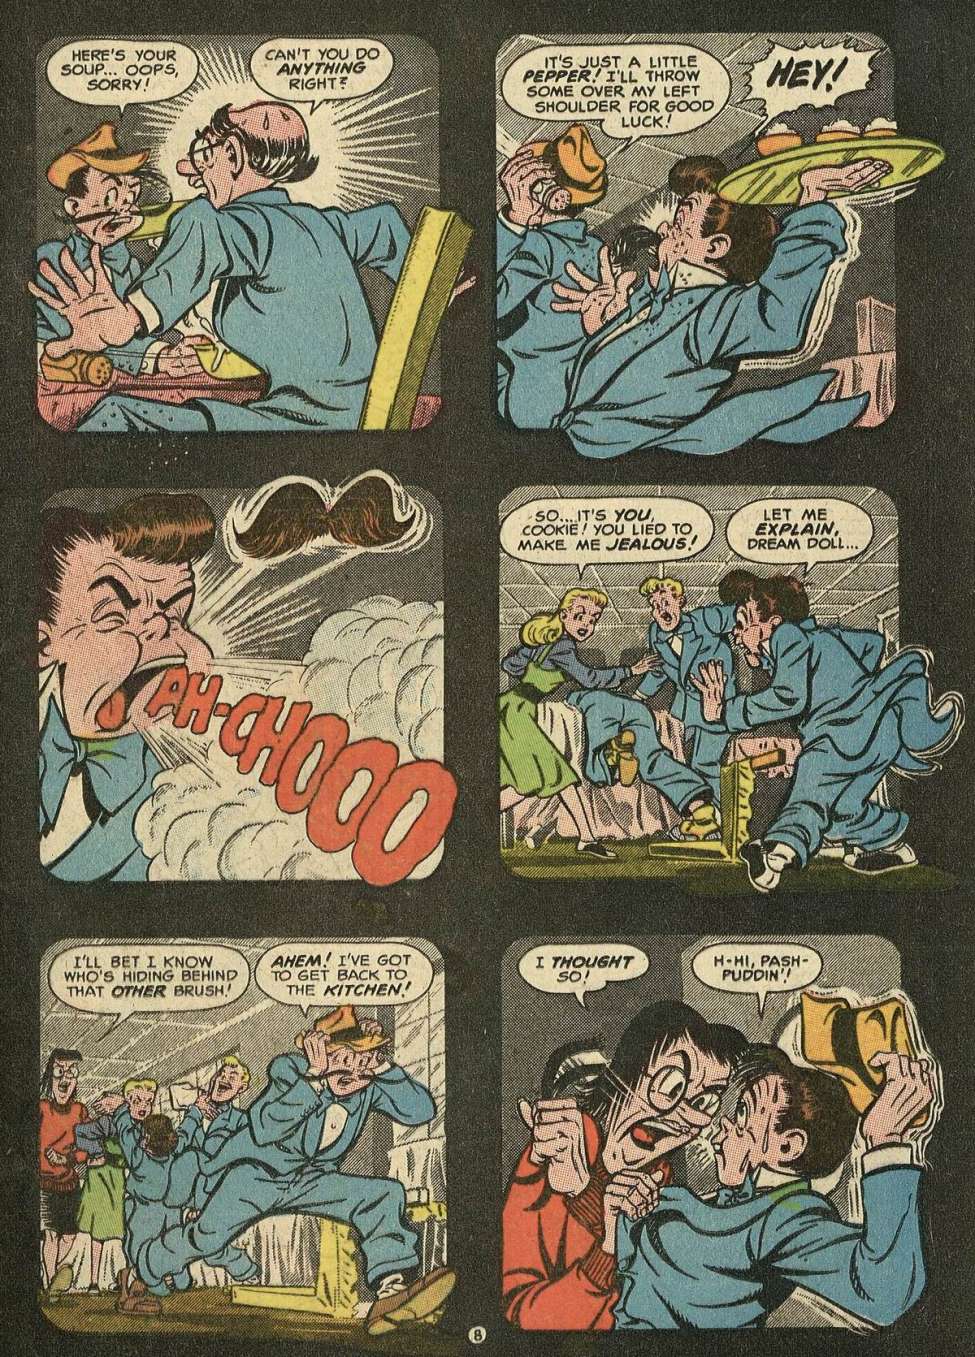 HERE'S YOUR
SOUP... OOPS,
SORRY!
CAN'T YOU DO
ANYTHING
RIGHT?
IT'S JUST A LITTLE
PEPPER! I'LL THROW
SOME OVER MY LEFT
SHOULDER FOR GOOD
LUCK!
HEY!
AH-CHOOO
SO...IT'S YOU,
COOKIE! YOU LIED TO
MAKE ME JEALOUS!
LET ME
EXPLAIN,
DREAM DOLL...
I'LL BET I KNOW
WHO'S HIDING BEHIND
THAT OTHER BRUSH!
AHEM! I'VE GOT
TO GET BACK TO
THE KITCHEN!
I THOUGHT
SO!
H-HI, PASH-
PUDDIN'!
8